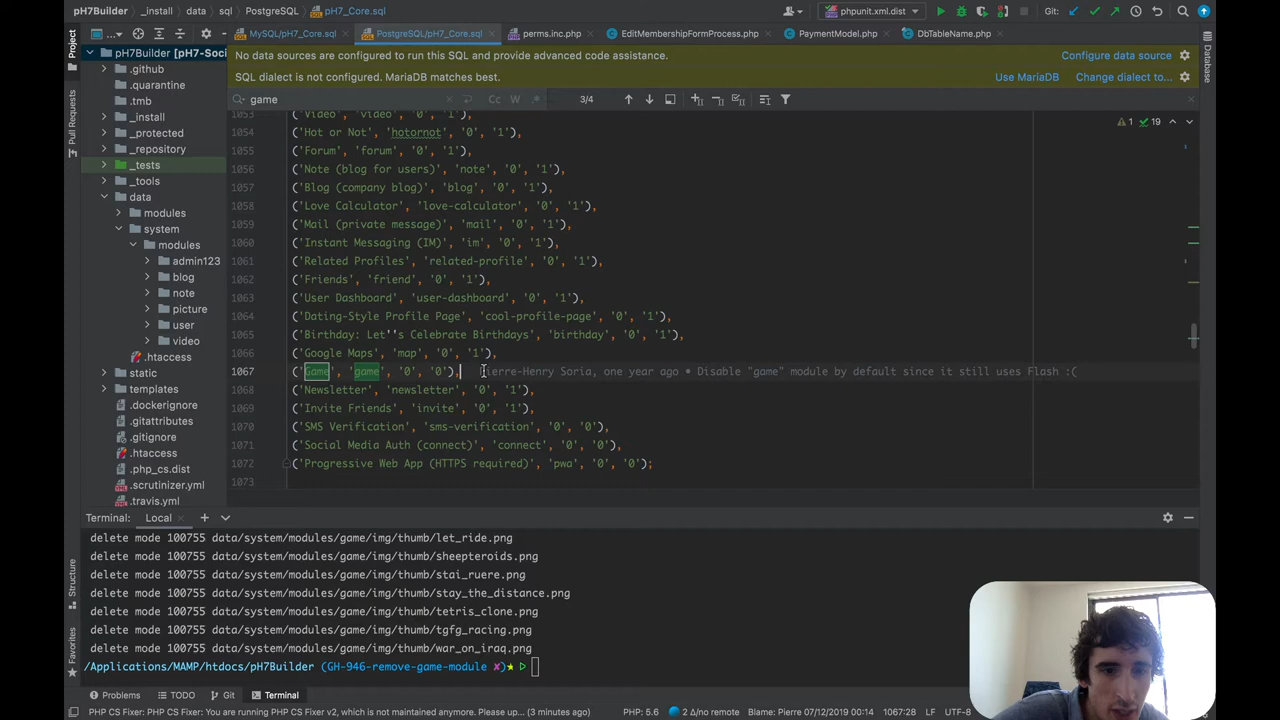 pH7Builder
_install
data
sql
PostgreSQL
pH7_Core.sql
phpunit.xml.dist
Git:
Project
MySQL/pH7_Core.sql
PostgreSQL/pH7_Core.sql
perms.inc.php
EditMembershipFormProcess.php
PaymentModel.php
DbTableName.php
Pull Requests
Structure
Favorites
Database
pH7Builder [pH7-Soci
.github
.quarantine
.tmb
_install
_protected
_repository
_tests
_tools
data
modules
system
modules
admin123
blog
note
picture
user
video
.htaccess
static
templates
.dockerignore
.gitattributes
.gitignore
.htaccess
.php_cs.dist
.scrutinizer.yml
.travis.yml
No data sources are configured to run this SQL and provide advanced code assistance.
Configure data source
SQL dialect is not configured. MariaDB matches best.
Use MariaDB
Change dialect to...
game
Cc
W
3/4
1
19
1053 ('Video', 'video', '0', '1'),
1054 ('Hot or Not', 'hotornot', '0', '1'),
1055 ('Forum', 'forum', '0', '1'),
1056 ('Note (blog for users)', 'note', '0', '1'),
1057 ('Blog (company blog)', 'blog', '0', '1'),
1058 ('Love Calculator', 'love-calculator', '0', '1'),
1059 ('Mail (private message)', 'mail', '0', '1'),
1060 ('Instant Messaging (IM)', 'im', '0', '1'),
1061 ('Related Profiles', 'related-profile', '0', '1'),
1062 ('Friends', 'friend', '0', '1'),
1063 ('User Dashboard', 'user-dashboard', '0', '1'),
1064 ('Dating-Style Profile Page', 'cool-profile-page', '0', '1'),
1065 ('Birthday: Let''s Celebrate Birthdays', 'birthday', '0', '1'),
1066 ('Google Maps', 'map', '0', '1'),
1067 ('Game', 'game', '0', '0'), Pierre-Henry Soria, one year ago • Disable "game" module by default since it still uses Flash :(
1068 ('Newsletter', 'newsletter', '0', '1'),
1069 ('Invite Friends', 'invite', '0', '1'),
1070 ('SMS Verification', 'sms-verification', '0', '0'),
1071 ('Social Media Auth (connect)', 'connect', '0', '0'),
1072 ('Progressive Web App (HTTPS required)', 'pwa', '0', '0');
1073
Terminal:
Local
delete mode 100755 data/system/modules/game/img/thumb/let_ride.png
delete mode 100755 data/system/modules/game/img/thumb/sheepteroids.png
delete mode 100755 data/system/modules/game/img/thumb/stai_ruere.png
delete mode 100755 data/system/modules/game/img/thumb/stay_the_distance.png
delete mode 100755 data/system/modules/game/img/thumb/tetris_clone.png
delete mode 100755 data/system/modules/game/img/thumb/tgfg_racing.png
delete mode 100755 data/system/modules/game/img/thumb/war_on_iraq.png
/Applications/MAMP/htdocs/pH7Builder (GH-946-remove-game-module ✘)★ ▷
Problems
TODO
Git
Terminal
PHP CS Fixer: PHP CS Fixer: You are running PHP CS Fixer v2, which is not maintained anymore. Please up... (3 minutes ago)
PHP: 5.6
2 Δ/no remote
Blame: Pierre 07/12/2019 00:14
1067:28
LF
UTF-8